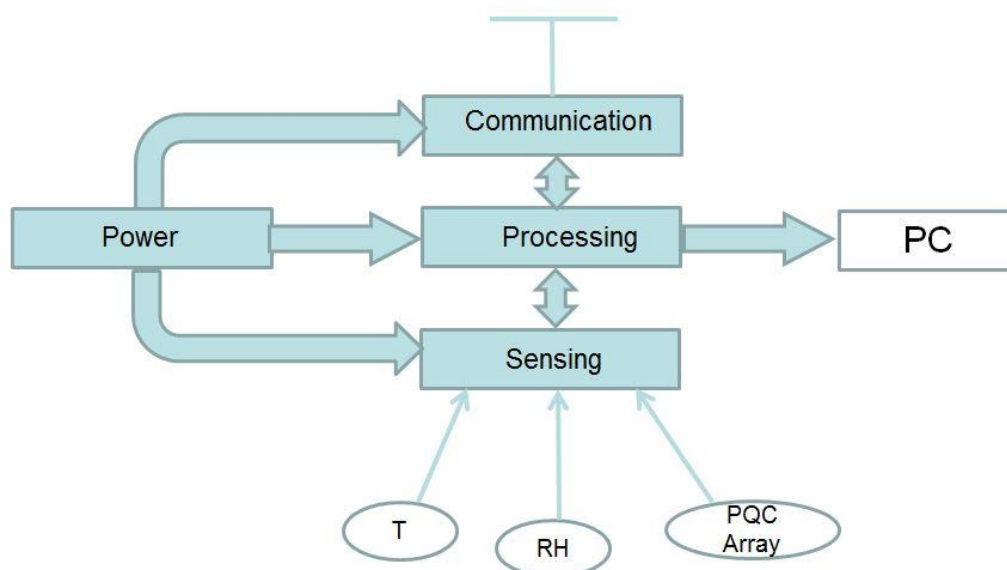 Communication
Power
Processing
PC
Sensing
T
RH
PQC
Array